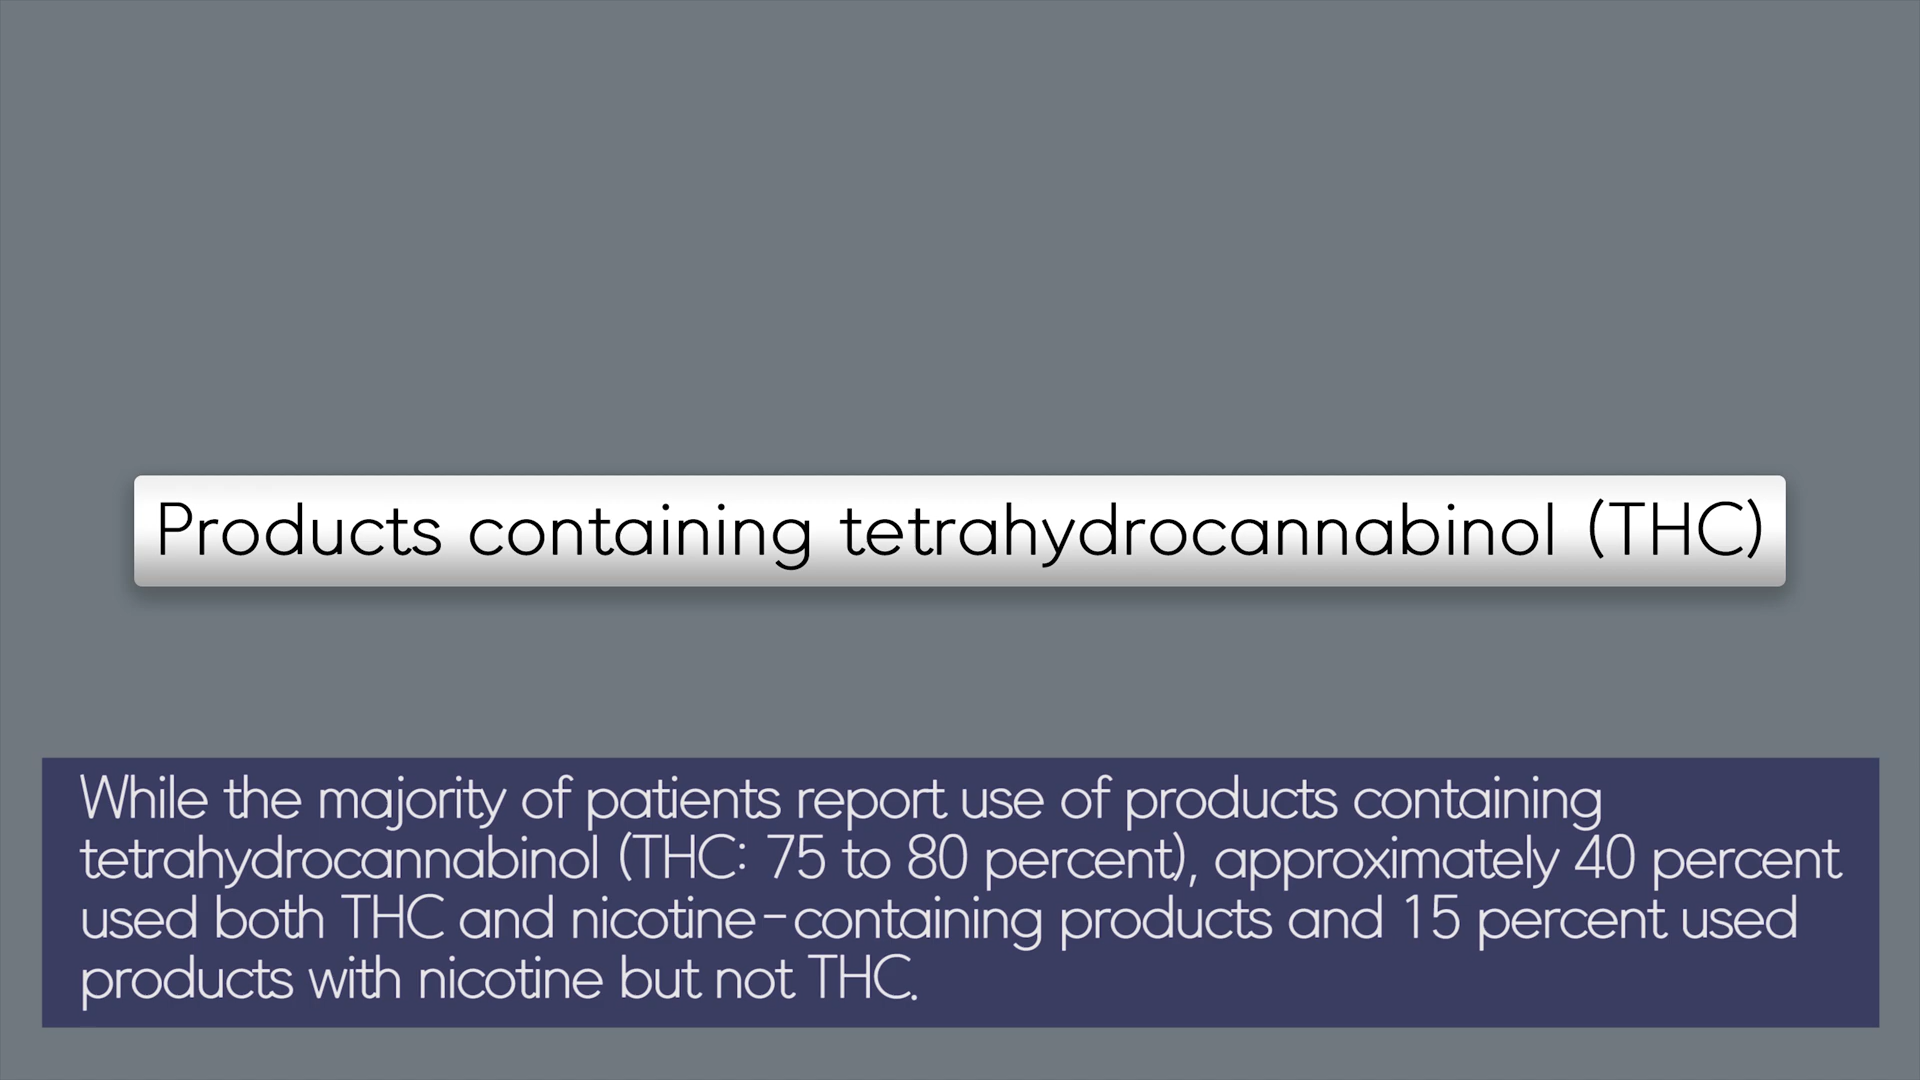 Products containing tetrahydrocannabinol (THC)
While the majority of patients report use of products containing
tetrahydrocannabinol (THC: 75 to 80 percent), approximately 40 percent
used both THC and nicotine-containing products and 15 percent used
products with nicotine but not THC.